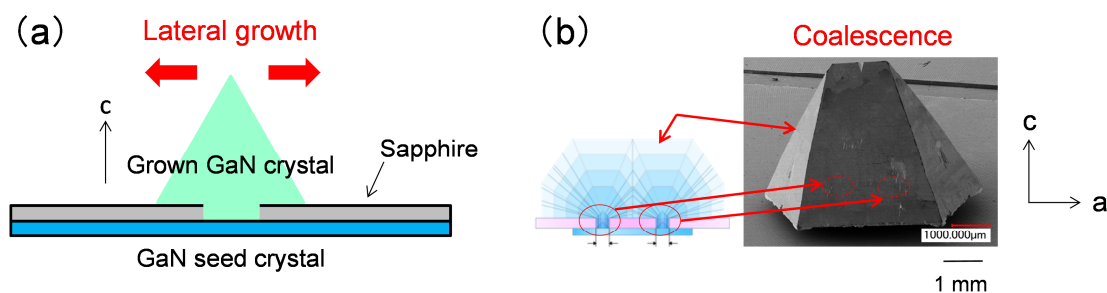 (a)
Lateral growth
c
Grown GaN crystal
Sapphire
GaN seed crystal
(b)
Coalescence
1000.000μm
1 mm
c
a